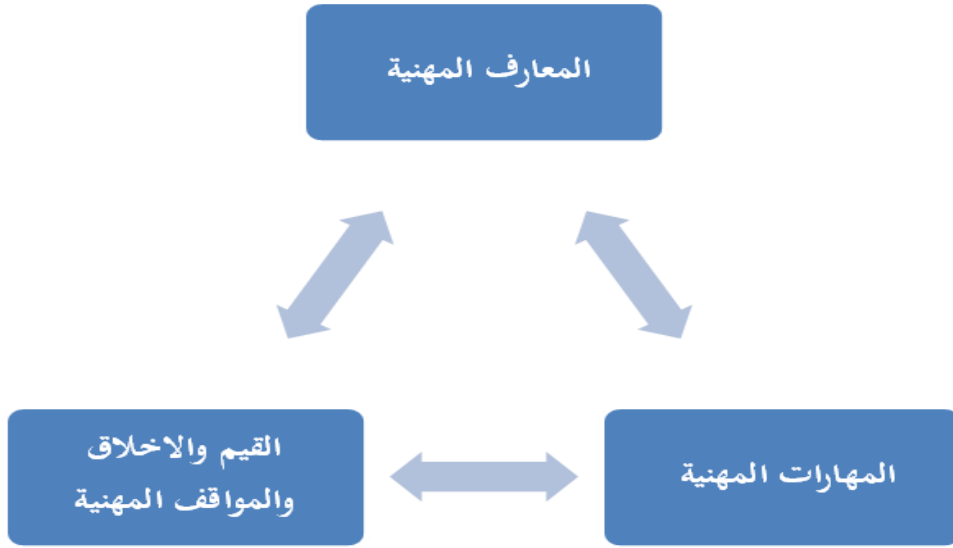 المعارف المهنية
المهارات المهنية
القيم والاخلاق
والمواقف المهنية